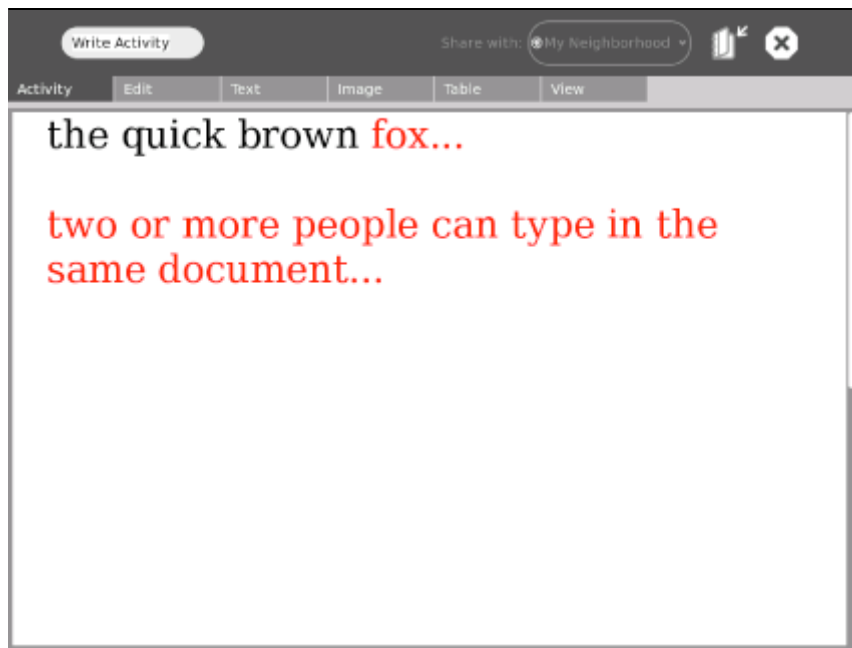 Write Activity Share with: My Neighborhood
Activity Edit Text Image Table View
the quick brown fox...
two or more people can type in the
same document...